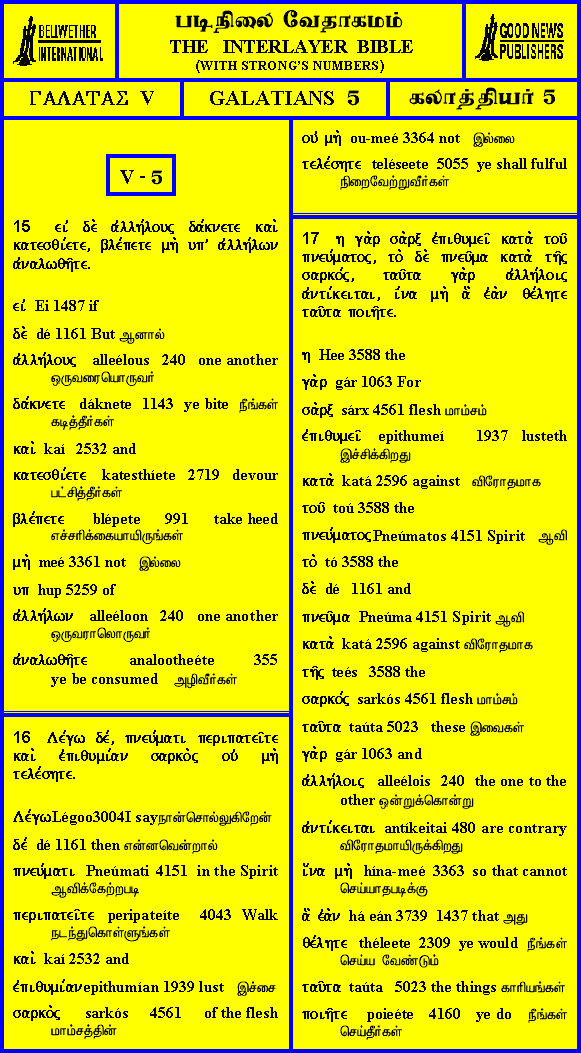 BELLWETHER
INTERNATIONAL
படிநிலை வேதாகமம்
THE INTERLAYER BIBLE
(WITH STRONG'S NUMBERS)
GOOD NEWS
PUBLISHERS
ΓΑΛΑΤΑΣ V
GALATIANS 5
கலாத்தியர் 5
V - 5
15 εἰ δὲ ἀλλήλους δάκνετε καὶ
κατεσθίετε, βλέπετε μὴ υπ' ἀλλήλων
ἀναλωθῆτε.
εἰ Ei 1487 if
δὲ dé 1161 But ஆனால்
ἀλλήλους alleélous 240 one another
ஒருவரையொருவர்
δάκνετε dáknete 1143 ye bite நீங்கள்
கடித்தீர்கள்
καὶ kaí 2532 and
κατεσθίετε katesthíete 2719 devour
பட்சித்தீர்கள்
βλέπετε blépete 991 take heed
எச்சரிக்கையாயிருங்கள்
μὴ meé 3361 not இல்லை
υπ hup 5259 of
ἀλλήλων alleéloon 240 one another
ஒருவராலொருவர்
ἀναλωθῆτε analootheéte 355
ye be consumed அழிவீர்கள்
16 Λέγω δέ, πνεύματι περιπατεῖτε
καὶ ἐπιθυμίαν σαρκὸς οὐ μὴ
τελέσητε.
Λέγω Légoo3004I say நான்சொல்லுகிறேன்
δέ dé 1161 then என்னவென்றால்
πνεύματι Pneúmati 4151 in the Spirit
ஆவிக்கேற்றபடி
περιπατεῖτε peripateíte 4043 Walk
நடந்துகொள்ளுங்கள்
καὶ kaí 2532 and
ἐπιθυμίαν epithumían 1939 lust இச்சை
σαρκὸς sarkós 4561 of the flesh
மாம்சத்தின்
οὐ μὴ ou-meé 3364 not இல்லை
τελέσητε teléseete 5055 ye shall fulful
நிறைவேற்றுவீர்கள்
17 η γὰρ σὰρξ ἐπιθυμεῖ κατὰ τοῦ
πνεύματος, τὸ δὲ πνεῦμα κατὰ τῆς
σαρκός, ταῦτα γὰρ ἀλλήλοις
ἀντίκειται, ίνα μὴ ἃ ἐὰν θέλητε
ταῦτα ποιῆτε.
η Hee 3588 the
γὰρ gár 1063 For
σὰρξ sárx 4561 flesh மாம்சம்
ἐπιθυμεῖ epithumeí 1937 lusteth
இச்சிக்கிறது
κατὰ katá 2596 against விரோதமாக
τοῦ toú 3588 the
πνεύματος Pneúmatos 4151 Spirit ஆவி
τὸ tó 3588 the
δὲ dé 1161 and
πνεῦμα Pneúma 4151 Spirit ஆவி
κατὰ katá 2596 against விரோதமாக
τῆς teés 3588 the
σαρκός sarkós 4561 flesh மாம்சம்
ταῦτα taúta 5023 these இவைகள்
γὰρ gár 1063 and
ἀλλήλοις alleélois 240 the one to the
other ஒன்றுக்கொன்று
ἀντίκειται antíkeitai 480 are contrary
விரோதமாயிருக்கிறது
ἵνα μὴ hína-meé 3363 so that cannot
செய்யாதபடிக்கு
ἃ ἐὰν há eán 3739 1437 that அது
θέλητε théleete 2309 ye would நீங்கள்
செய்ய வேண்டும்
ταῦτα taúta 5023 the things காரியங்கள்
ποιῆτε poieéte 4160 ye do நீங்கள்
செய்தீர்கள்